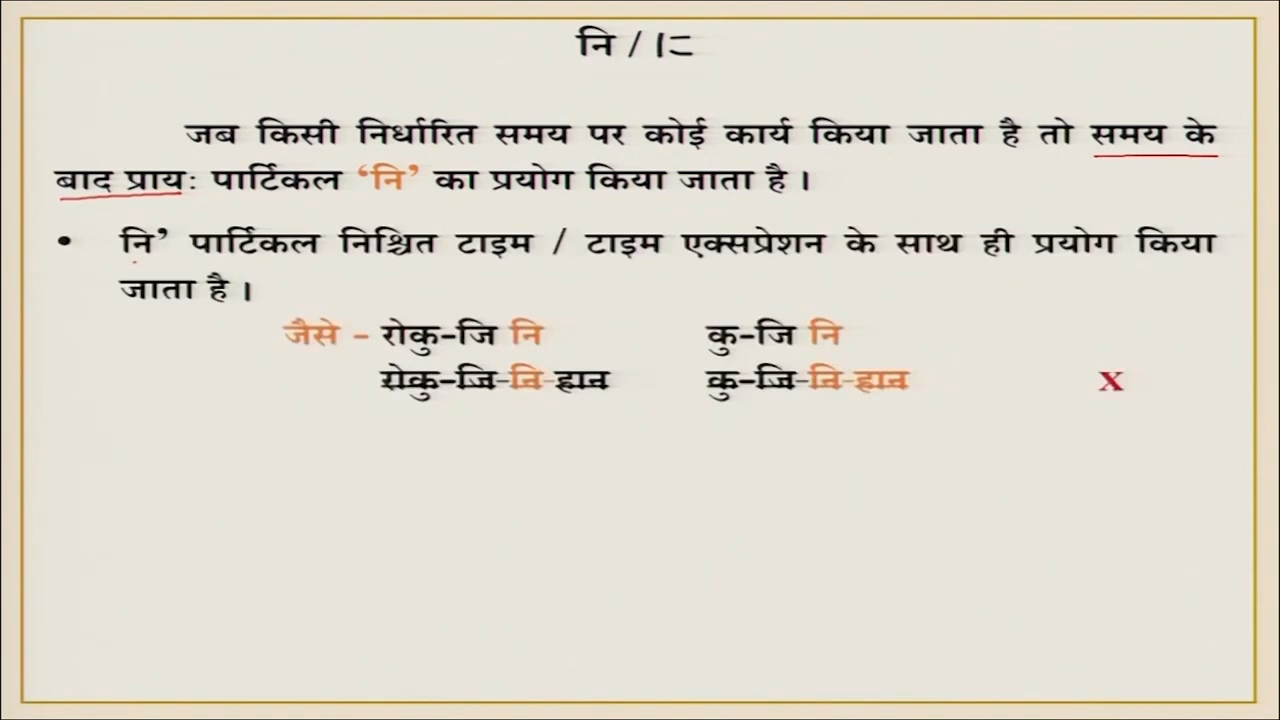 नि / に
जब किसी निर्धारित समय पर कोई कार्य किया जाता है तो समय के
बाद प्राय: पार्टिकल ‘नि’ का प्रयोग किया जाता है ।
• नि’ पार्टिकल निश्चित टाइम / टाइम एक्सप्रेशन के साथ ही प्रयोग किया
जाता है ।
जैसे - रोकु-जि नि कु-जि नि
रोकु-जि-नि-हान कु-जि-नि-हान X